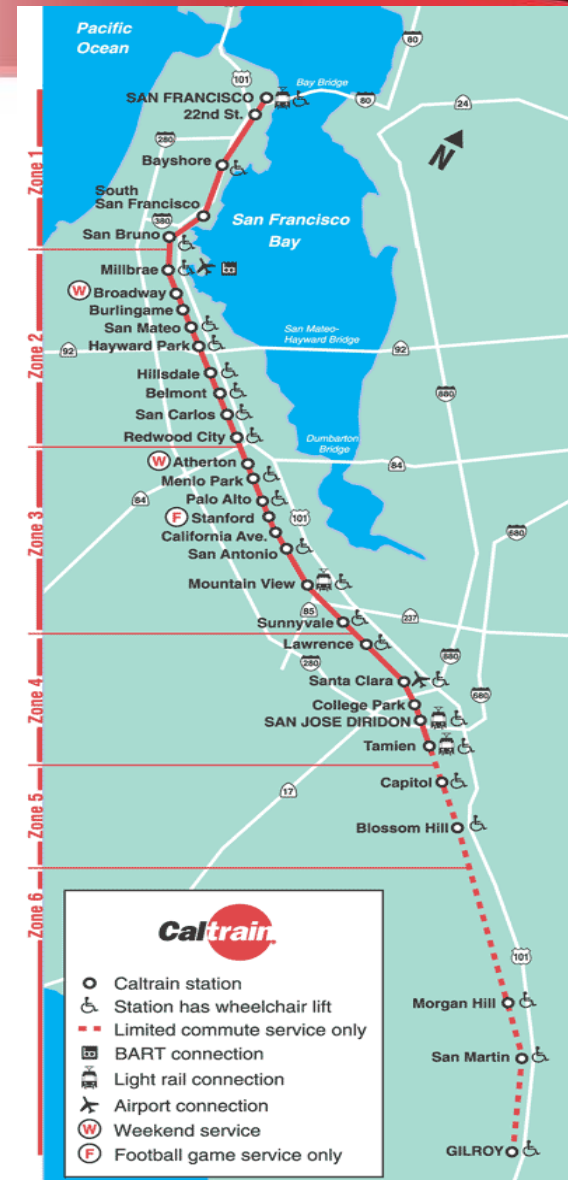 Pacific
Ocean
80
101
Bay Bridge
SAN FRANCISCO
80
24
22nd St.
280
N
Bayshore
Zone 1
South
San Francisco
380
San Francisco
Bay
San Bruno
Millbrae
W Broadway
Burlingame
San Mateo
San Mateo-
Hayward Bridge
Zone 2
92
Hayward Park
92
Hillsdale
880
Belmont
San Carlos
Redwood City
Dumbarton
Bridge
W Atherton
84
Menlo Park
84
Palo Alto
F Stanford
101
California Ave.
680
San Antonio
Zone 3
Mountain View
85
237
Sunnyvale
Lawrence
880
280
Santa Clara
680
College Park
SAN JOSE DIRIDON
Zone 4
Tamien
Capitol
17
Zone 5
Blossom Hill
Zone 6
Caltrain
101
Caltrain station
Morgan Hill
Station has wheelchair lift
Limited commute service only
BART connection
San Martin
Light rail connection
Airport connection
W Weekend service
F Football game service only
GILROY